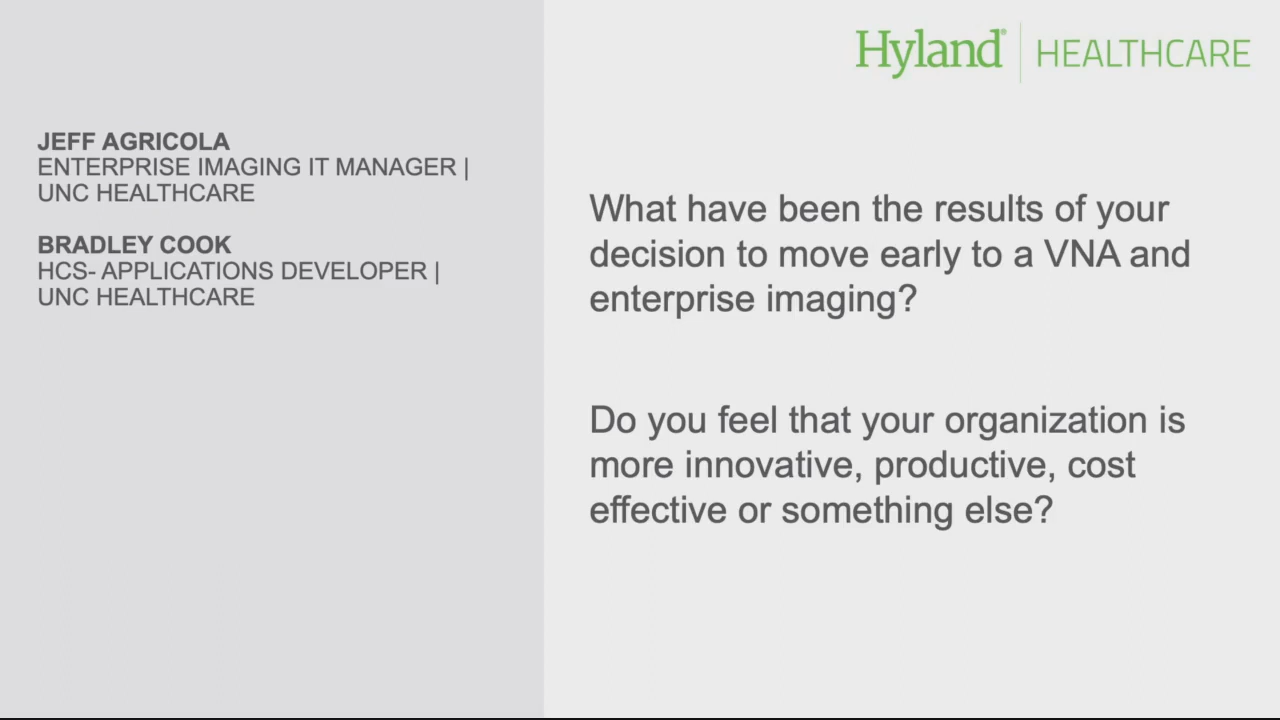 Hyland® | HEALTHCARE
JEFF AGRICOLA
ENTERPRISE IMAGING IT MANAGER |
UNC HEALTHCARE
BRADLEY COOK
HCS- APPLICATIONS DEVELOPER |
UNC HEALTHCARE
What have been the results of your
decision to move early to a VNA and
enterprise imaging?
Do you feel that your organization is
more innovative, productive, cost
effective or something else?